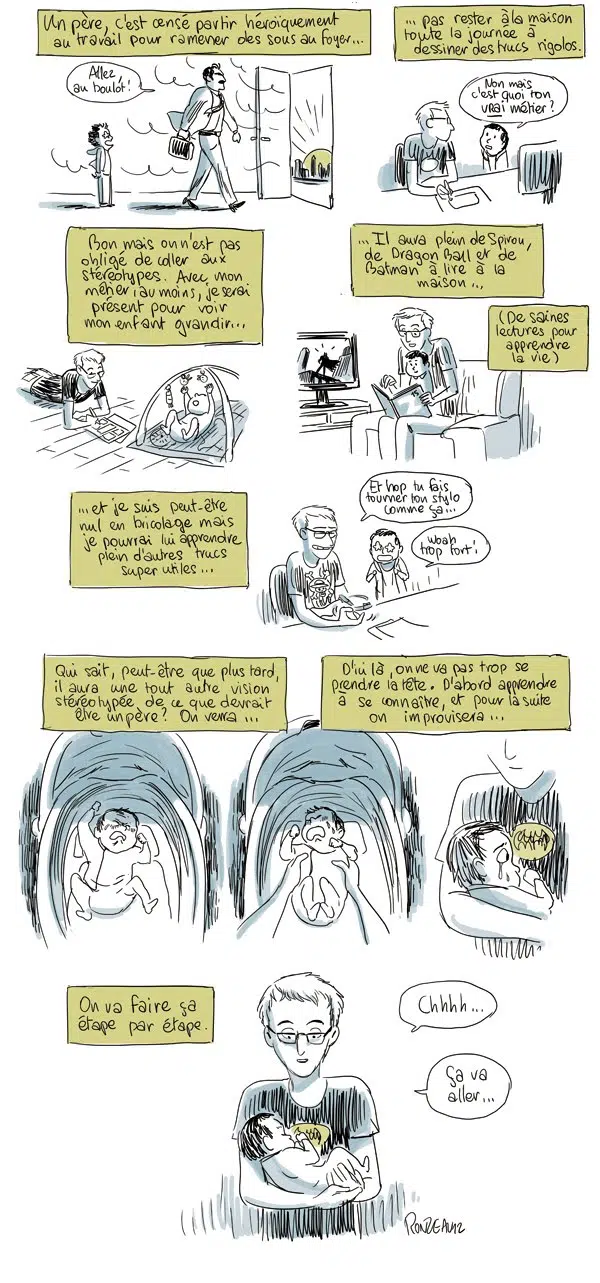 Un père, c'est censé partir héroïquement
au travail pour ramener des sous au foyer...
Allez,
au boulot!
... pas rester à la maison
toute la journée à
dessiner des trucs rigolos.
Non mais
c'est quoi ton
vrai métier?
Bon mais on n'est pas
obligé de coller aux
stéréotypes. Avec mon
métier, au moins, je serai
présent pour voir
mon enfant grandir...
... Il aura plein de Spirou,
de Dragon Ball et de
Batman à lire à la
maison...
(De saines
lectures pour
apprendre
la vie)
... et je suis peut-être
nul en bricolage mais
je pourrai lui apprendre
plein d'autres trucs
super utiles...
Et hop tu fais
tourner ton stylo
comme ça...
Woah
trop fort!
Qui sait, peut-être que plus tard,
il aura une tout autre vision
stéréotypée de ce que devrait
être un père? On verra...
D'ici là, on ne va pas trop se
prendre la tête. D'abord apprendre
à se connaître, et pour la suite
on improvisera...
On va faire ça
étape par étape.
Chhhh...
Ça va
aller...